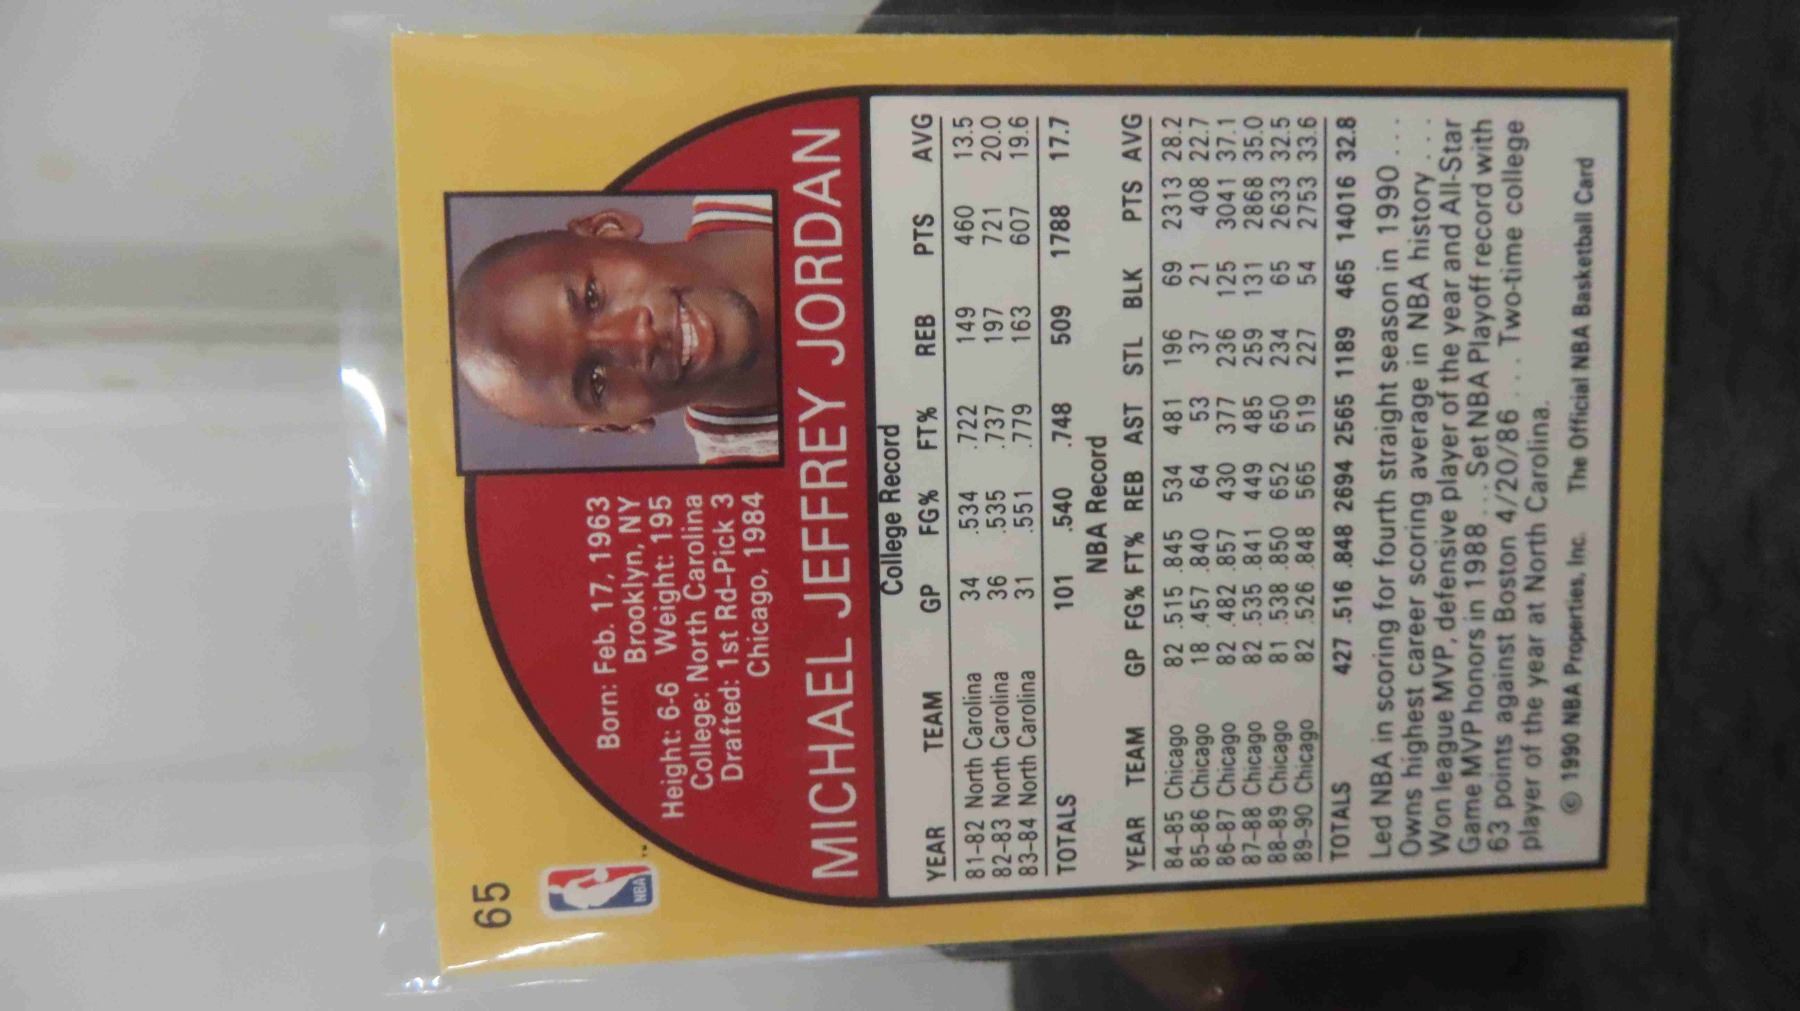 65
NBA
™
Born: Feb. 17, 1963
Brooklyn, NY
Height: 6-6 Weight: 195
College: North Carolina
Drafted: 1st Rd-Pick 3
Chicago, 1984
MICHAEL JEFFREY JORDAN
College Record
YEAR TEAM GP FG% FT% REB PTS AVG
81-82 North Carolina 34 .534 .722 149 460 13.5
82-83 North Carolina 36 .535 .737 197 721 20.0
83-84 North Carolina 31 .551 .779 163 607 19.6
TOTALS 101 .540 .748 509 1788 17.7
NBA Record
YEAR TEAM GP FG% FT% REB AST STL BLK PTS AVG
84-85 Chicago 82 .515 .845 534 481 196 69 2313 28.2
85-86 Chicago 18 .457 .840 64 53 37 21 408 22.7
86-87 Chicago 82 .482 .857 430 377 236 125 3041 37.1
87-88 Chicago 82 .535 .841 449 485 259 131 2868 35.0
88-89 Chicago 81 .538 .850 652 650 234 65 2633 32.5
89-90 Chicago 82 .526 .848 565 519 227 54 2753 33.6
TOTALS 427 .516 .848 2694 2565 1189 465 14016 32.8
Led NBA in scoring for fourth straight season in 1990 ....
Owns highest career scoring average in NBA history ....
Won league MVP, defensive player of the year and All-Star
Game MVP honors in 1988 .... Set NBA Playoff record with
63 points against Boston 4/20/86 .... Two-time college
player of the year at North Carolina.
© 1990 NBA Properties, Inc. The Official NBA Basketball Card